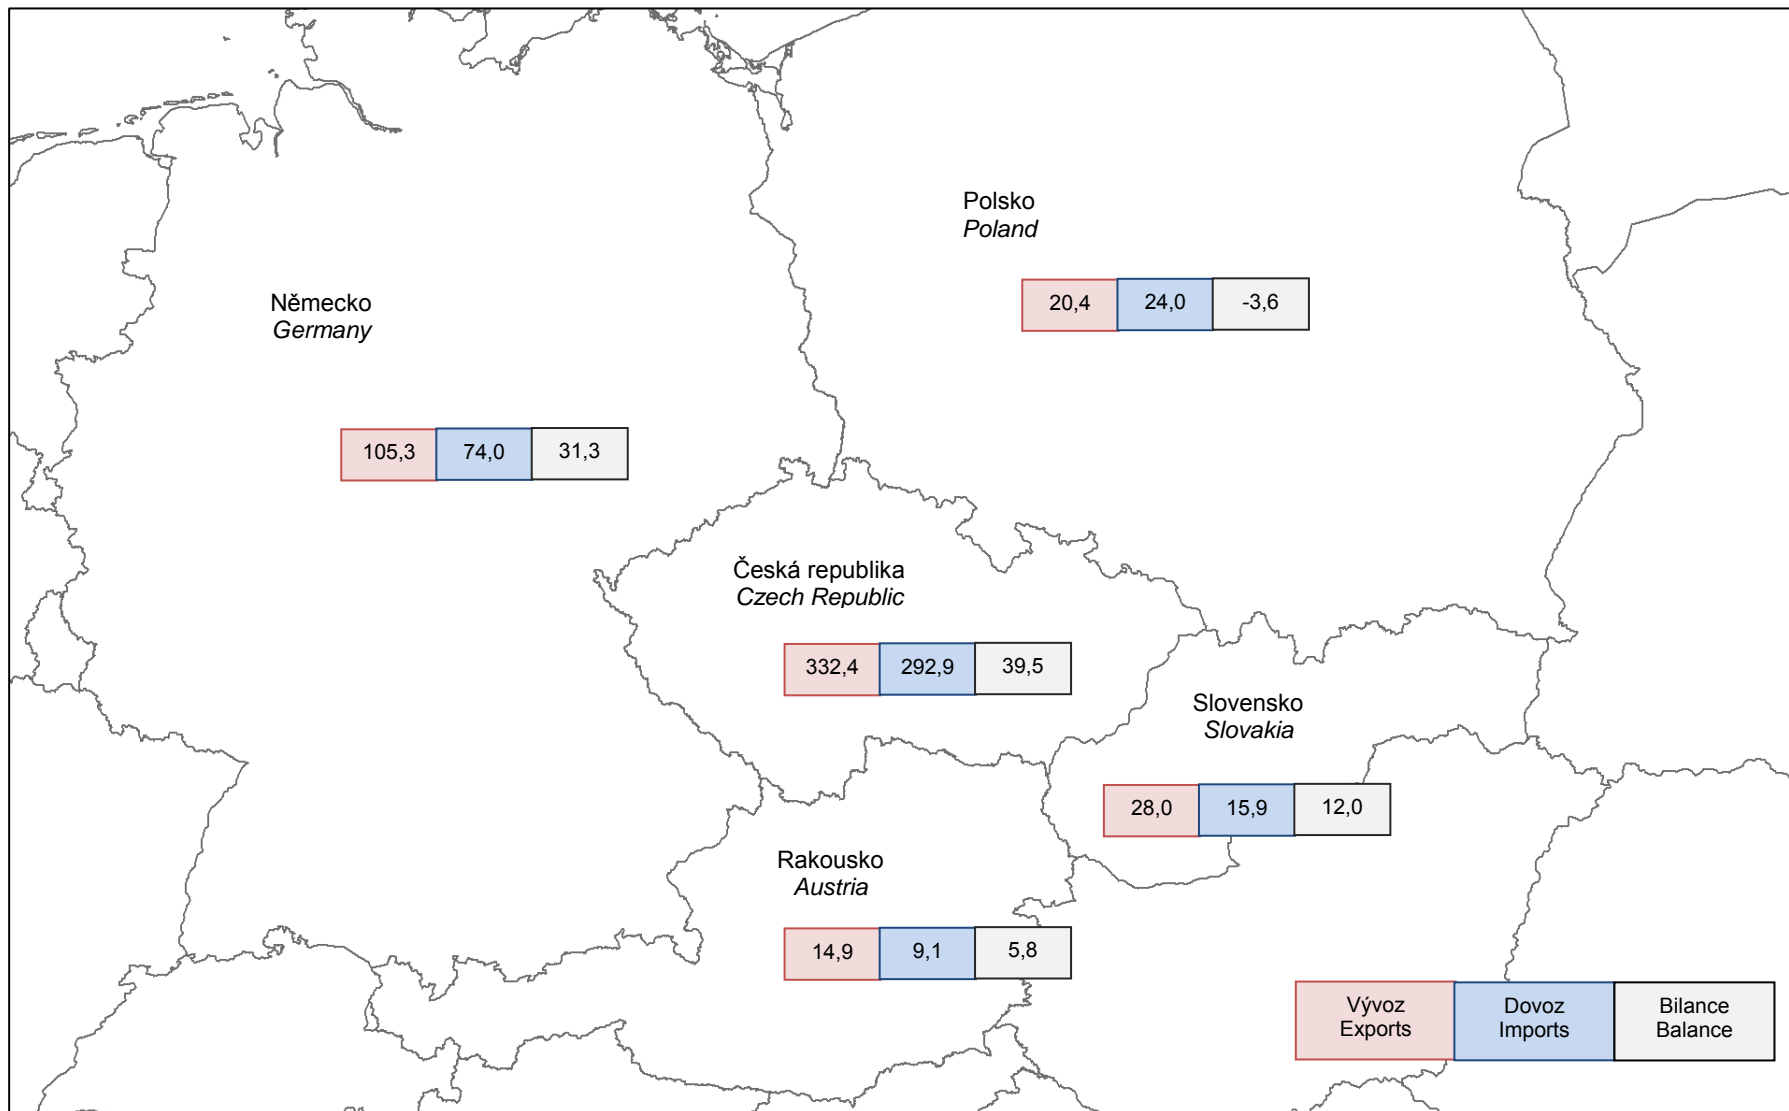 Polsko
Poland
20,4 24,0 -3,6
Německo
Germany
105,3 74,0 31,3
Česká republika
Czech Republic
332,4 292,9 39,5
Slovensko
Slovakia
28,0 15,9 12,0
Rakousko
Austria
14,9 9,1 5,8
Vývoz Dovoz Bilance
Exports Imports Balance